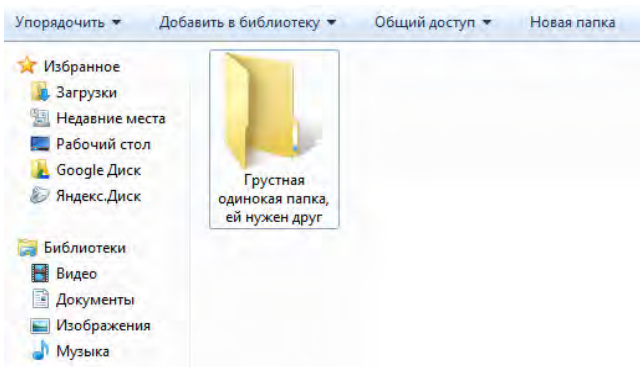 Упорядочить Добавить в библиотеку Общий доступ Новая папка
Избранное
Загрузки
Недавние места
Рабочий стол
Google Диск
Яндекс.Диск
Библиотеки
Видео
Документы
Изображения
Музыка
Грустная
одинокая папка,
ей нужен друг